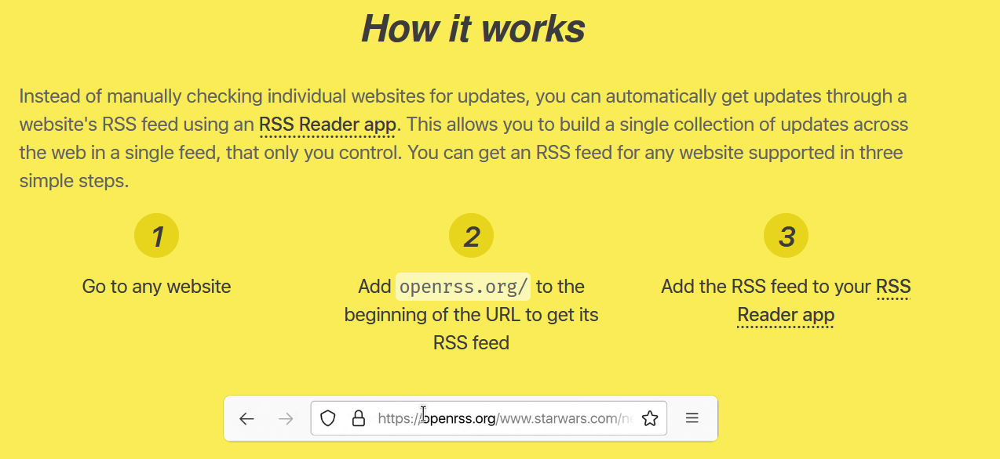 How it works
Instead of manually checking individual websites for updates, you can automatically get updates through a
website's RSS feed using an RSS Reader app. This allows you to build a single collection of updates across
the web in a single feed, that only you control. You can get an RSS feed for any website supported in three
simple steps.
1
Go to any website
2
Add openrss.org/ to the
beginning of the URL to get its
RSS feed
3
Add the RSS feed to your RSS
Reader app
https://openrss.org/www.starwars.com/ne